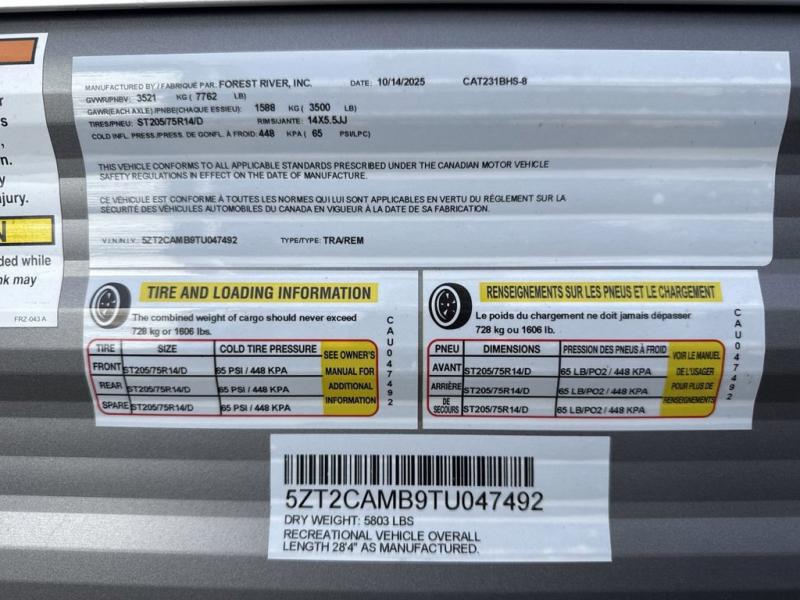 r
s
,
n.
y
njury.
N
ded while
nk may
FRZ-043 A
MANUFACTURED BY / FABRIQUÉ PAR: FOREST RIVER, INC. DATE: 10/14/2025 CAT231BHS-8
GVWR/PNBV: 3521 KG ( 7762 LB)
GAWR(EACH AXLE)/PNBE(CHAQUE ESSIEU): 1588 KG ( 3500 LB)
TIRES/PNEU: ST205/75R14/D RIMS/JANTE: 14X5.5JJ
COLD INFL. PRESS./PRESS. DE GONFL. À FROID: 448 KPA ( 65 PSI/LPC)
THIS VEHICLE CONFORMS TO ALL APPLICABLE STANDARDS PRESCRIBED UNDER THE CANADIAN MOTOR VEHICLE
SAFETY REGULATIONS IN EFFECT ON THE DATE OF MANUFACTURE.
CE VÉHICULE EST CONFORME À TOUTES LES NORMES QUI LUI SONT APPLICABLES EN VERTU DU RÉGLEMENT SUR LA
SÉCURITÉ DES VÉHICULES AUTOMOBILES DU CANADA EN VIGUEUR À LA DATE DE SA FABRICATION.
V.I.N./N.I.V.: 5ZT2CAMB9TU047492 TYPE/TYPE: TRA/REM
TIRE AND LOADING INFORMATION
The combined weight of cargo should never exceed
728 kg or 1606 lbs.
TIRE SIZE COLD TIRE PRESSURE
FRONT ST205/75R14/D 65 PSI / 448 KPA
REAR ST205/75R14/D 65 PSI / 448 KPA
SPARE ST205/75R14/D 65 PSI / 448 KPA
SEE OWNER'S
MANUAL FOR
ADDITIONAL
INFORMATION
CAU047492
RENSEIGNEMENTS SUR LES PNEUS ET LE CHARGEMENT
Le poids du chargement ne doit jamais dépasser
728 kg ou 1606 lb.
PNEU DIMENSIONS PRESSION DES PNEUS À FROID
AVANT ST205/75R14/D 65 LB/PO2 / 448 KPA
ARRIÈRE ST205/75R14/D 65 LB/PO2 / 448 KPA
DE SECOURS ST205/75R14/D 65 LB/PO2 / 448 KPA
VOIR LE MANUEL
DE L'USAGER
POUR PLUS DE
RENSEIGNEMENTS
CAU047492
5ZT2CAMB9TU047492
DRY WEIGHT: 5803 LBS
RECREATIONAL VEHICLE OVERALL
LENGTH 28'4" AS MANUFACTURED.